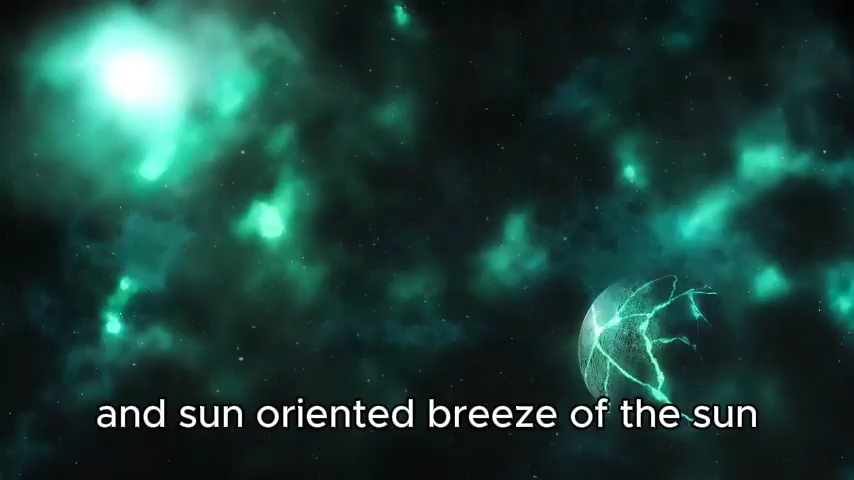 and sun oriented breeze of the sun